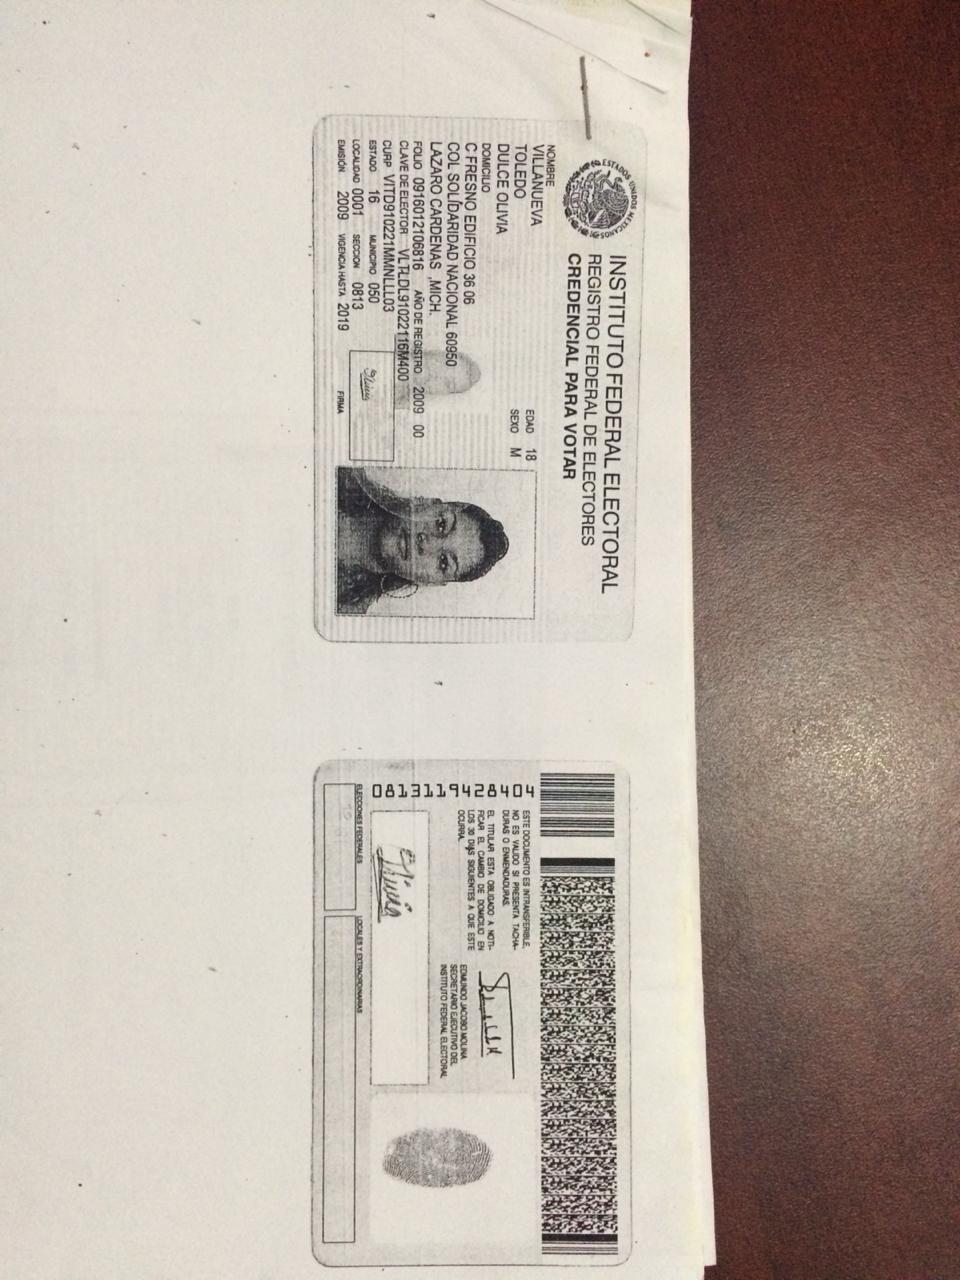 ESTADOS UNIDOS MEXICANOS
INSTITUTO FEDERAL ELECTORAL
REGISTRO FEDERAL DE ELECTORES
CREDENCIAL PARA VOTAR
NOMBRE
VILLANUEVA
TOLEDO
DULCE OLIVIA
EDAD 18
SEXO M
DOMICILIO
C FRESNO EDIFICIO 36 06
COL SOLIDARIDAD NACIONAL 60950
LAZARO CARDENAS ,MICH.
FOLIO 0916012106816 AÑO DE REGISTRO 2009 00
CLAVE DE ELECTOR VLTLDL91022116M400
CURP VITD910221MMNLLL03
ESTADO 16 MUNICIPIO 050
LOCALIDAD 0001 SECCION 0813
EMISIÓN 2009 VIGENCIA HASTA 2019
FIRMA
Olivia
ESTE DOCUMENTO ES INTRANSFERIBLE,
NO ES VALIDO SI PRESENTA TACHA-
DURAS O ENMENDADURAS.
EL TITULAR ESTA OBLIGADO A NOTI-
FICAR EL CAMBIO DE DOMICILIO EN
LOS 30 DIAS SIGUIENTES A QUE ESTE
OCURRA.
EDMUNDO JACOBO MOLINA
SECRETARIO EJECUTIVO DEL
INSTITUTO FEDERAL ELECTORAL
Olivia
ELECCIONES FEDERALES
LOCALES Y EXTRAORDINARIAS